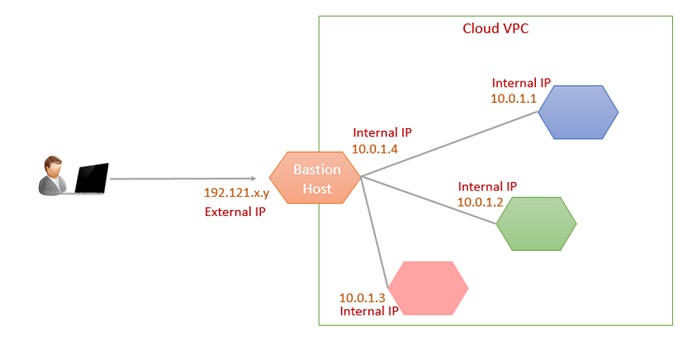 Cloud VPC
Internal IP
10.0.1.1
Internal IP
10.0.1.4
Bastion
Host
192.121.x.y
External IP
Internal IP
10.0.1.2
10.0.1.3
Internal IP